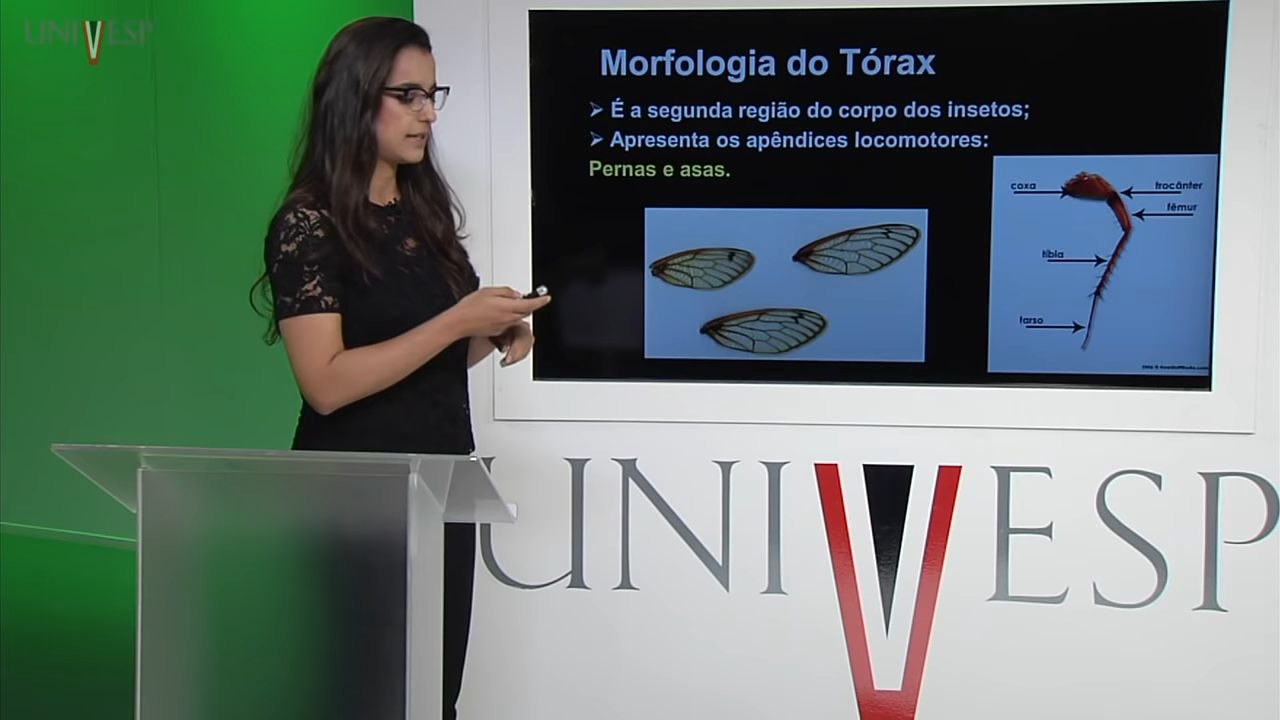 UNIVESP
Morfologia do Tórax
➢ É a segunda região do corpo dos insetos;
➢ Apresenta os apêndices locomotores:
Pernas e asas.
coxa
trocânter
fêmur
tíbia
tarso
UNIVESP